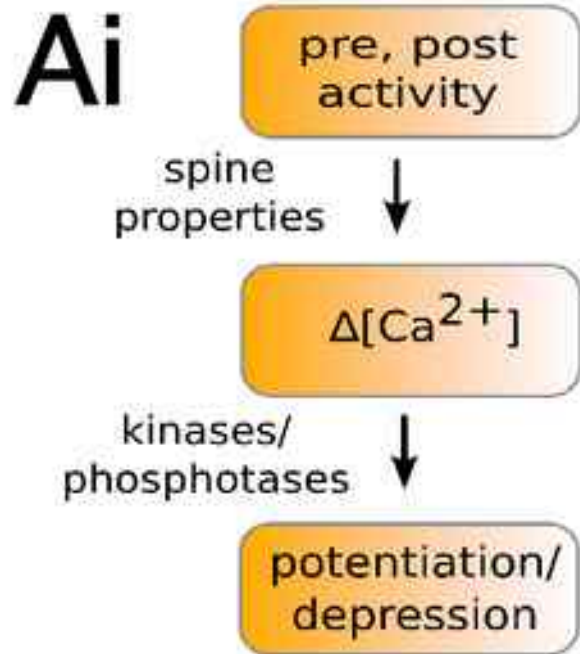 Ai
pre, post
activity
spine
properties
Δ[Ca²⁺]
kinases/
phosphotases
potentiation/
depression